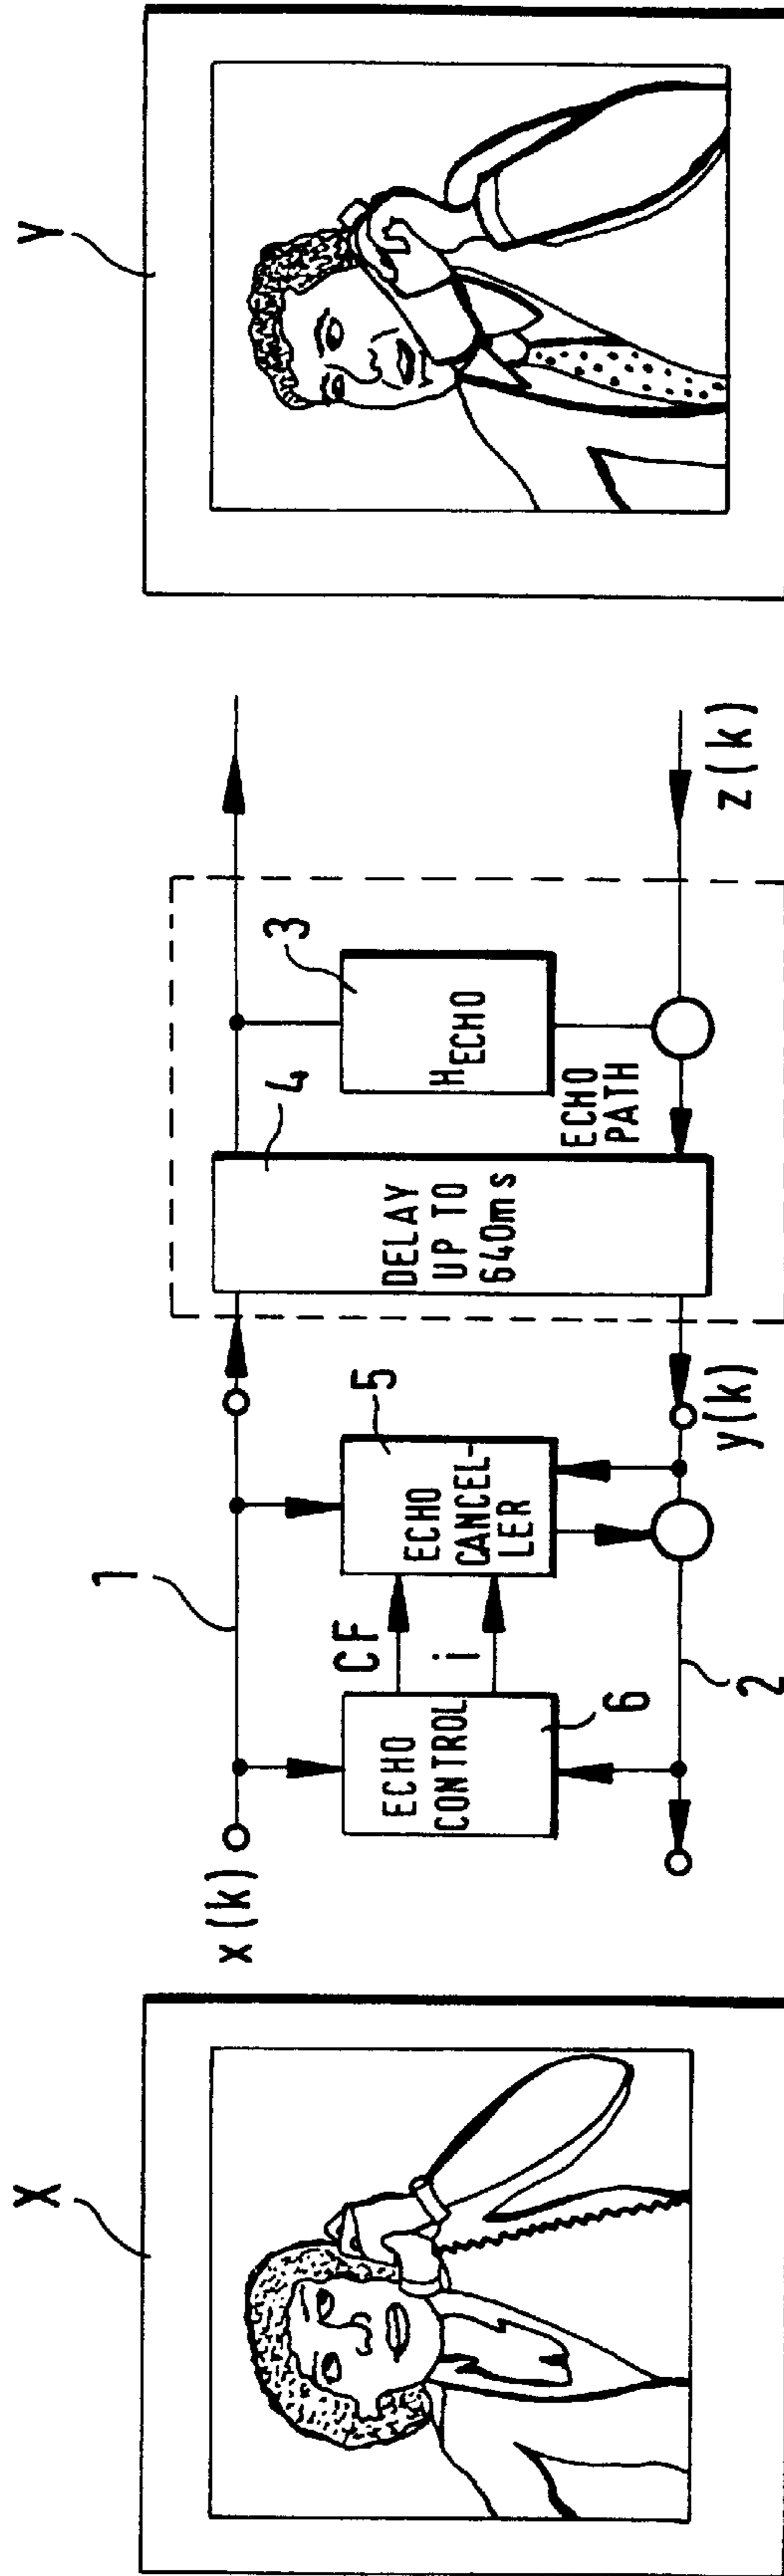 X
Y
x(k)
1
ECHO
CONTROL
6
CF
i
ECHO
CANCEL-
LER
5
2
y(k)
DELAY
UP TO
640ms
4
ECHO
PATH
HECHO
3
z(k)